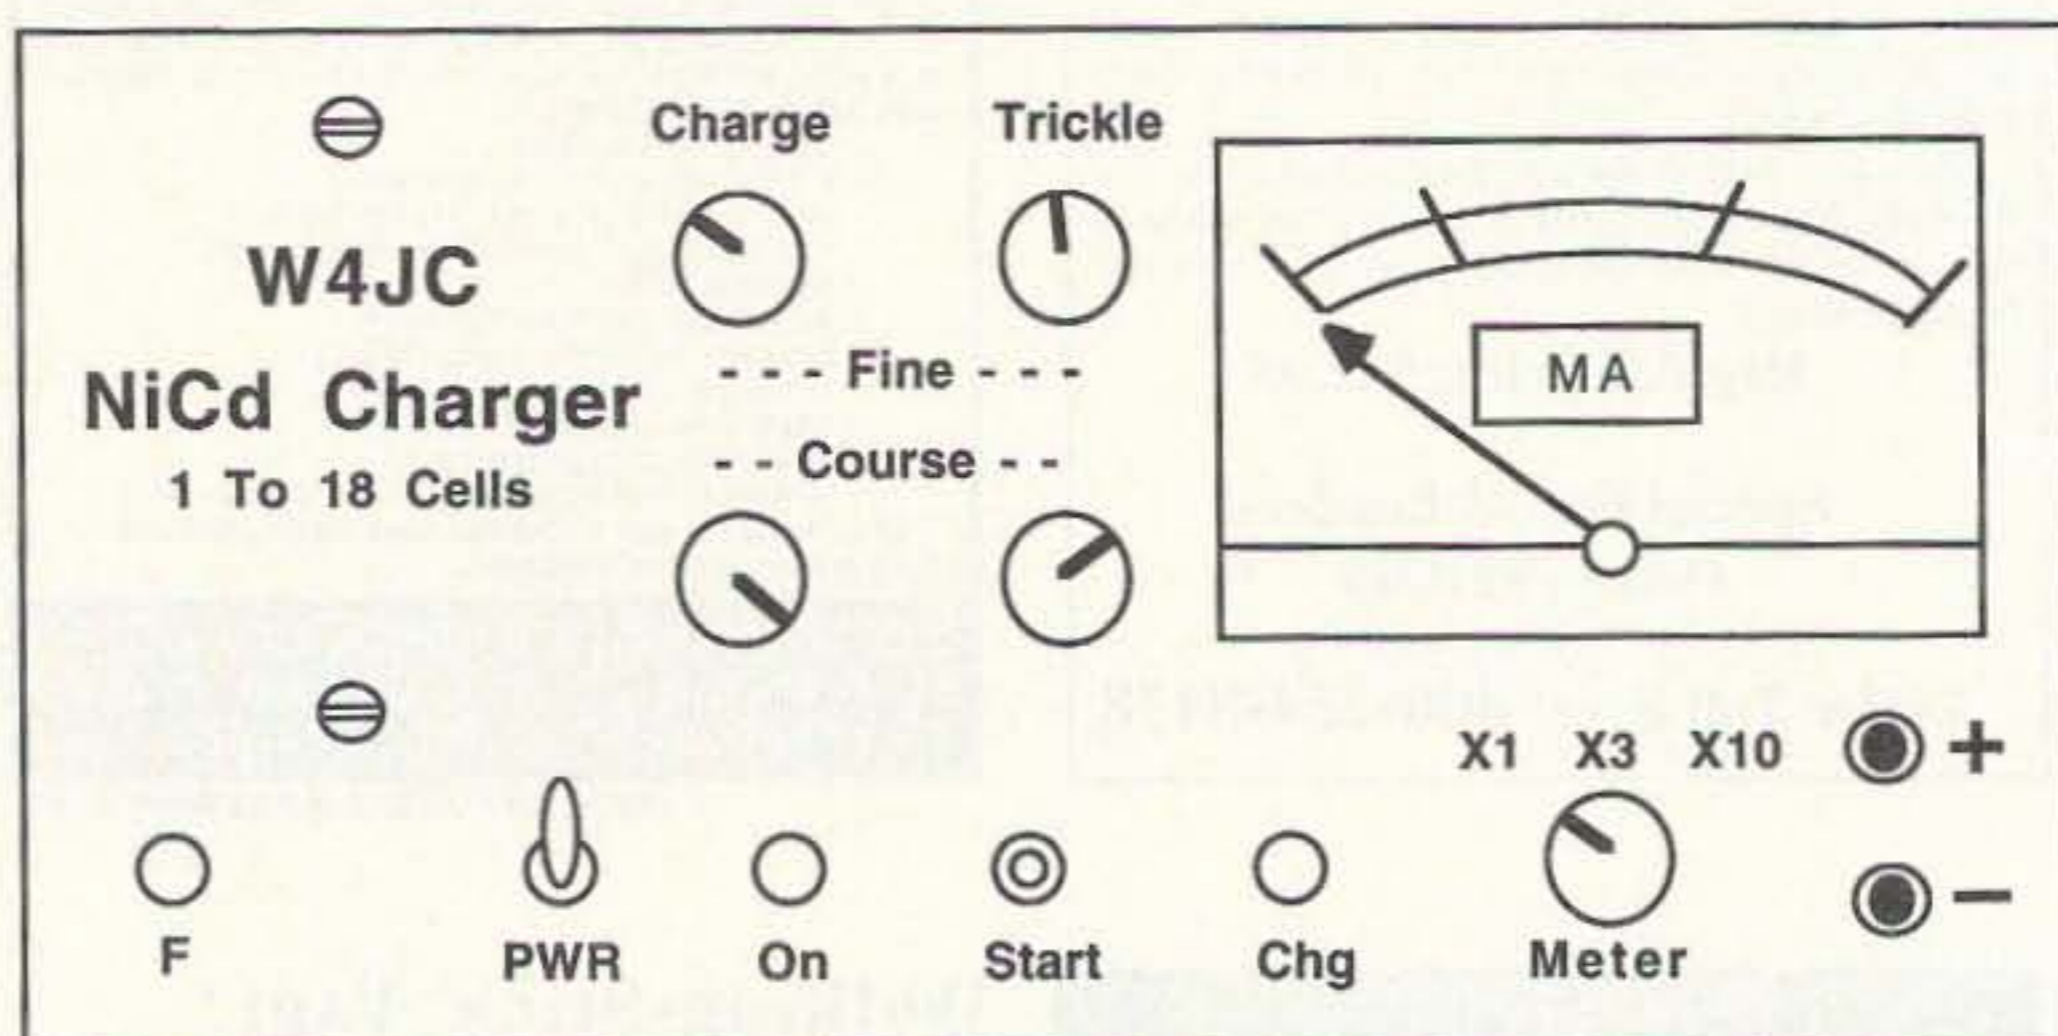 Charge Trickle
W4JC
NiCd Charger
1 To 18 Cells
- - - Fine - - -
- - Course - -
MA
X1 X3 X10 +
F PWR On Start Chg Meter −